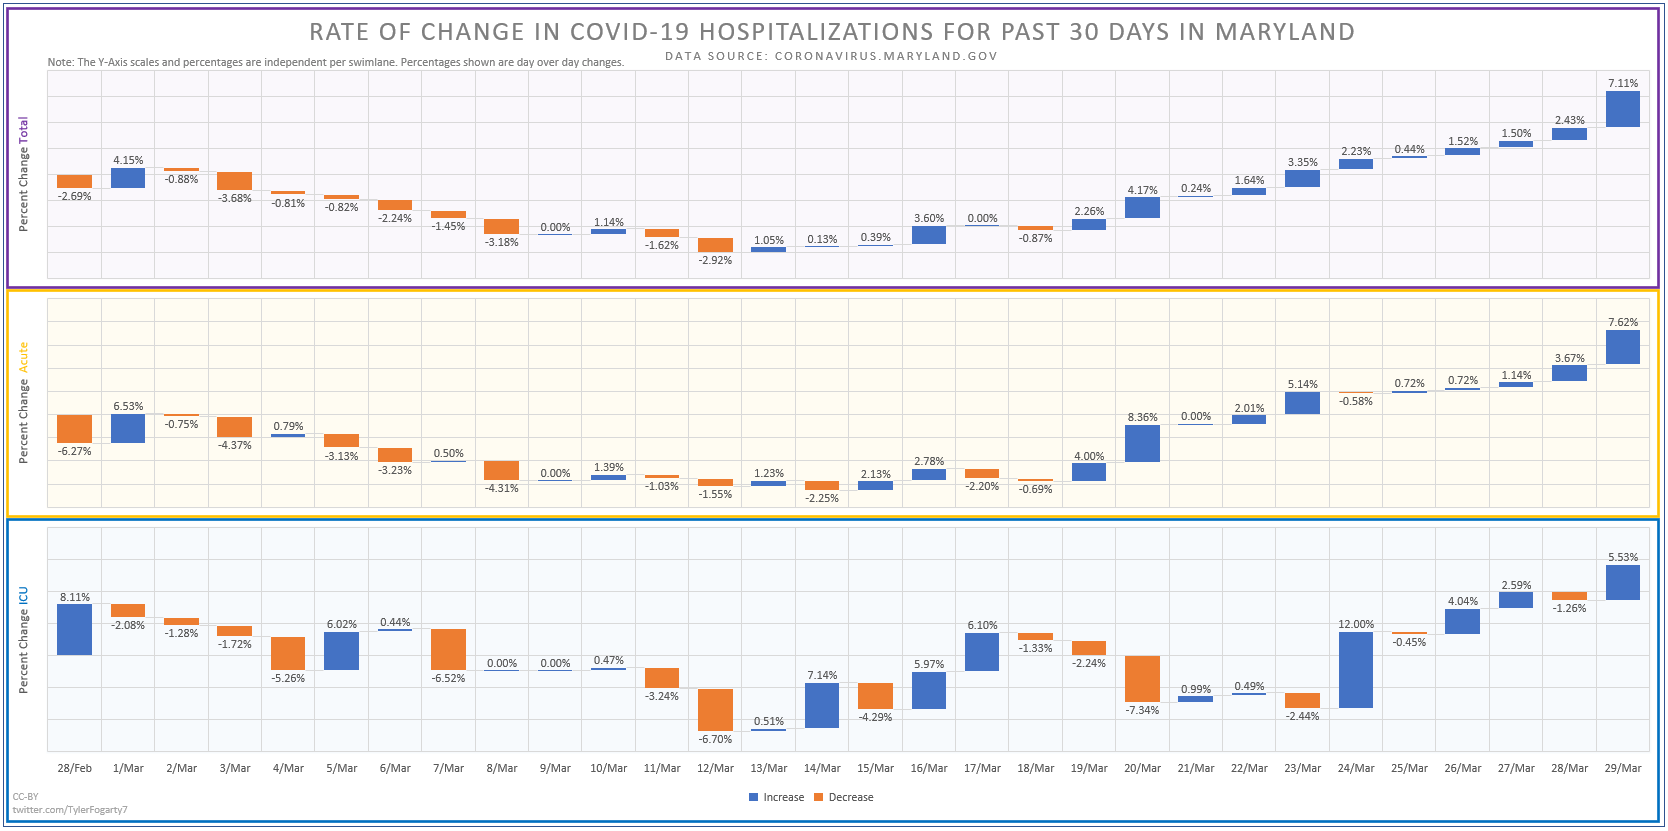 RATE OF CHANGE IN COVID-19 HOSPITALIZATIONS FOR PAST 30 DAYS IN MARYLAND
DATA SOURCE: CORONAVIRUS.MARYLAND.GOV
Note: The Y-Axis scales and percentages are independent per swimlane. Percentages shown are day over day changes.
Percent Change Total
-2.69% 4.15% -0.88% -3.68% -0.81% -0.82% -2.24% -1.45% -3.18% 0.00% 1.14% -1.62% -2.92% 1.05% 0.13% 0.39% 3.60% 0.00% -0.87% 2.26% 4.17% 0.24% 1.64% 3.35% 2.23% 0.44% 1.52% 1.50% 2.43% 7.11%
Percent Change Acute
-6.27% 6.53% -0.75% -4.37% 0.79% -3.13% -3.23% 0.50% -4.31% 0.00% 1.39% -1.03% -1.55% 1.23% -2.25% 2.13% 2.78% -2.20% -0.69% 4.00% 8.36% 0.00% 2.01% 5.14% -0.58% 0.72% 0.72% 1.14% 3.67% 7.62%
Percent Change ICU
8.11% -2.08% -1.28% -1.72% -5.26% 6.02% 0.44% -6.52% 0.00% 0.00% 0.47% -3.24% -6.70% 0.51% 7.14% -4.29% 5.97% 6.10% -1.33% -2.24% -7.34% 0.99% 0.49% -2.44% 12.00% -0.45% 4.04% 2.59% -1.26% 5.53%
28/Feb 1/Mar 2/Mar 3/Mar 4/Mar 5/Mar 6/Mar 7/Mar 8/Mar 9/Mar 10/Mar 11/Mar 12/Mar 13/Mar 14/Mar 15/Mar 16/Mar 17/Mar 18/Mar 19/Mar 20/Mar 21/Mar 22/Mar 23/Mar 24/Mar 25/Mar 26/Mar 27/Mar 28/Mar 29/Mar
Increase Decrease
CC-BY
twitter.com/TylerFogarty7